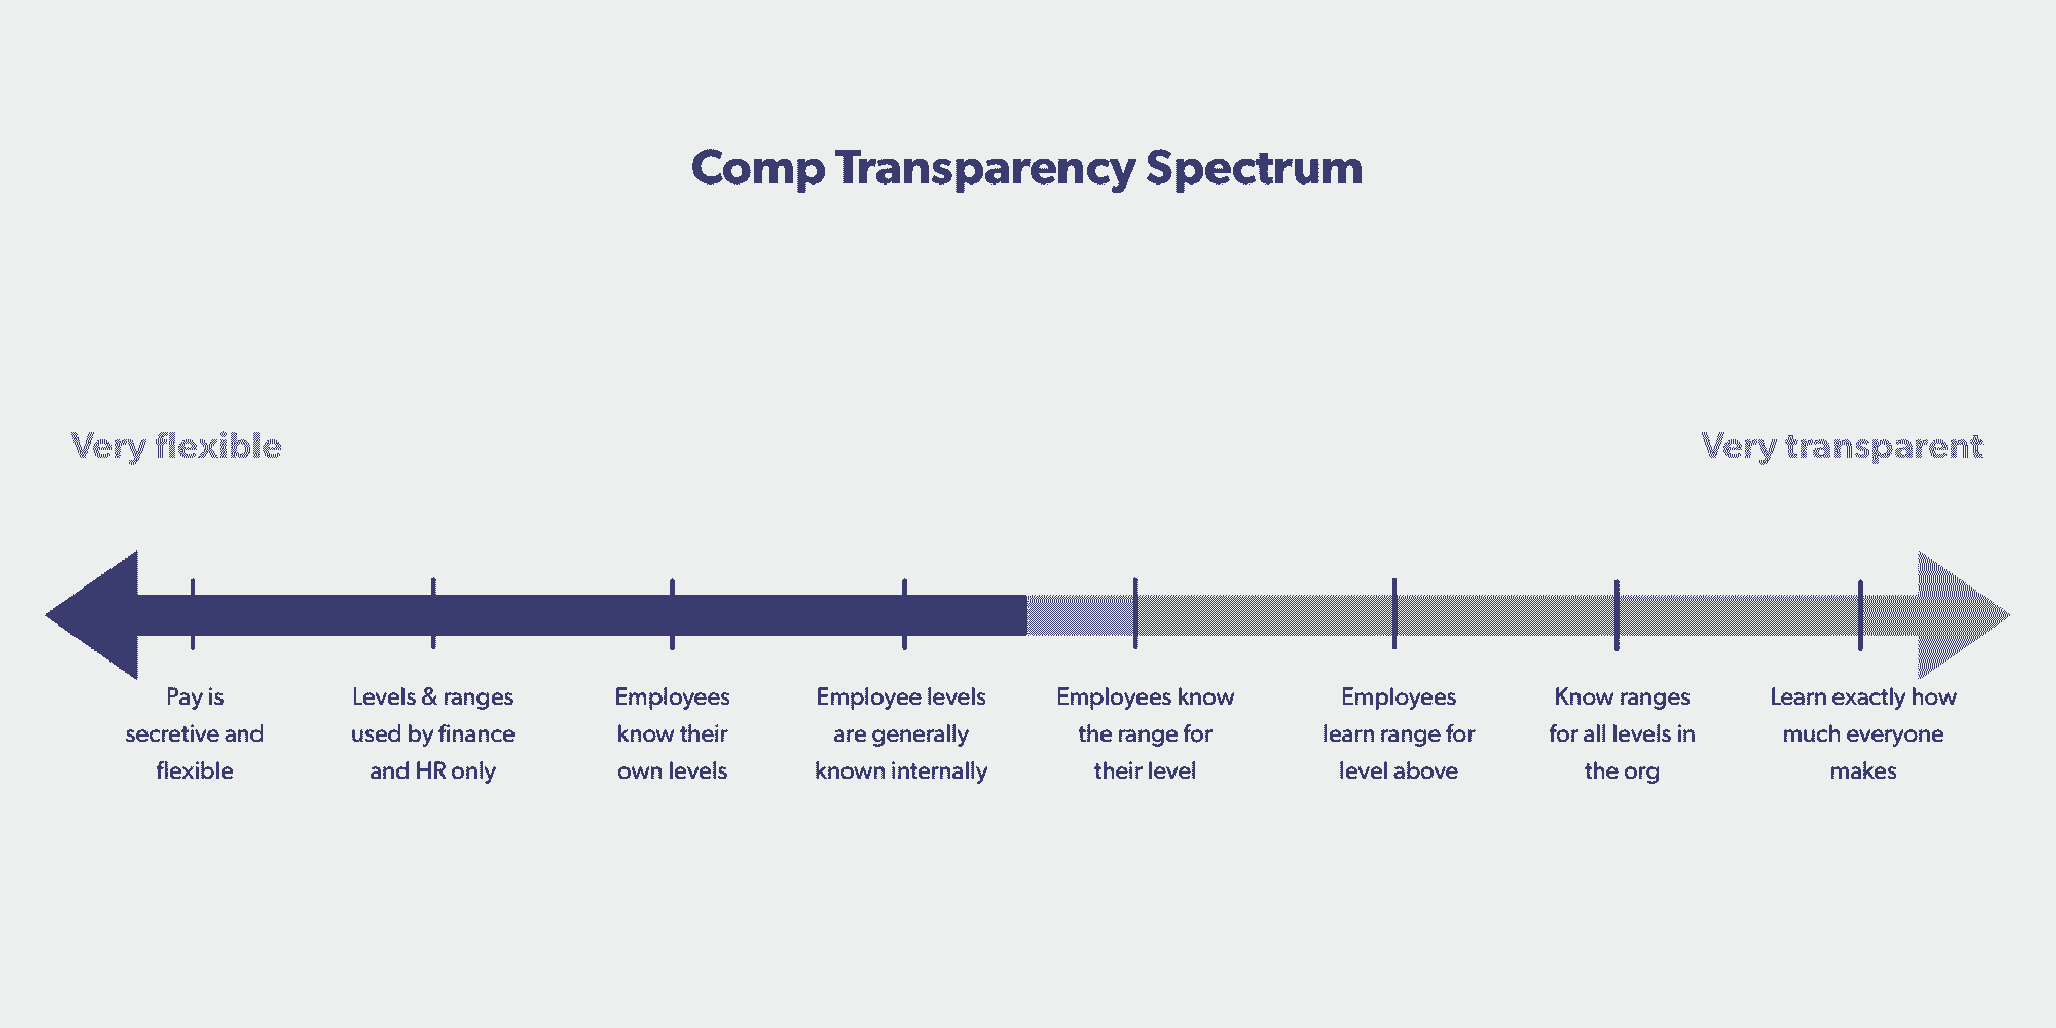 Comp Transparency Spectrum
Very flexible
Very transparent
Pay is
secretive and
flexible
Levels & ranges
used by finance
and HR only
Employees
know their
own levels
Employee levels
are generally
known internally
Employees know
the range for
their level
Employees
learn range for
level above
Know ranges
for all levels in
the org
Learn exactly how
much everyone
makes